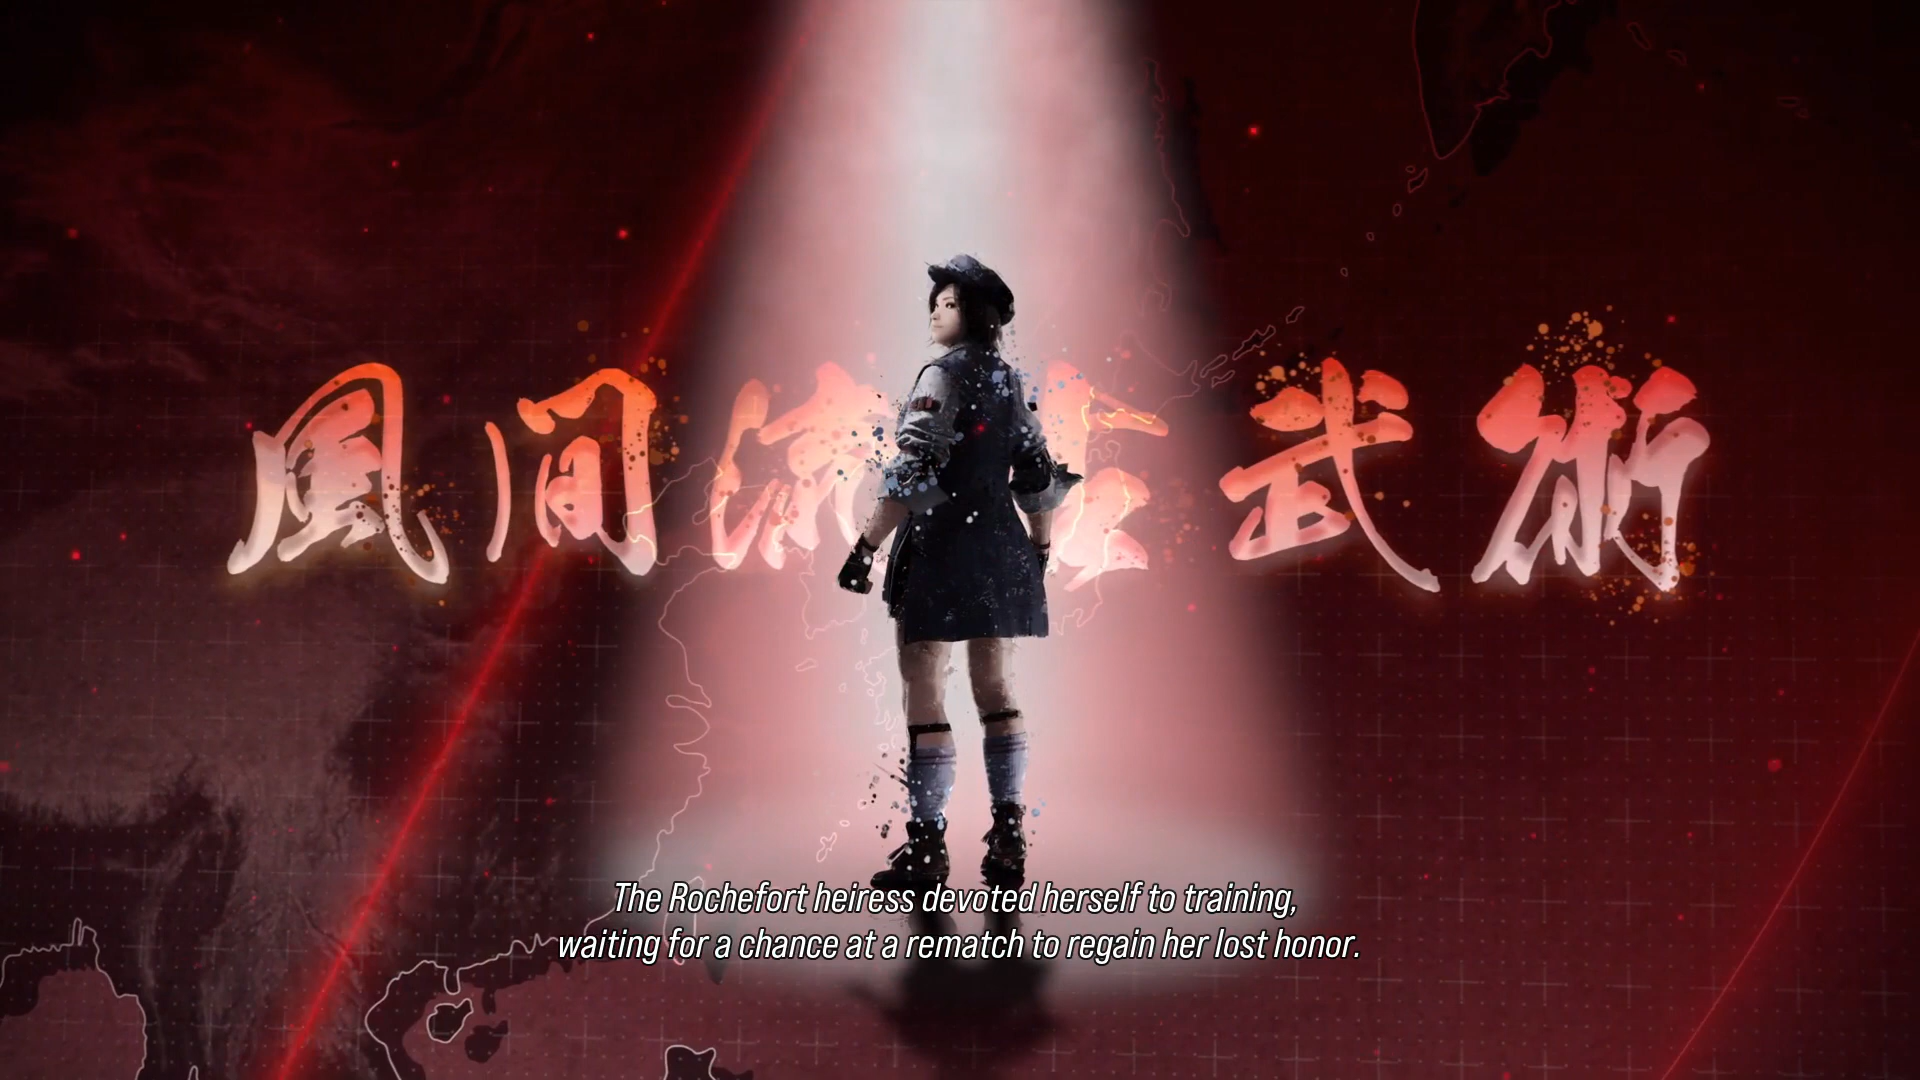 風間流古武術
The Rochefort heiress devoted herself to training,
waiting for a chance at a rematch to regain her lost honor.